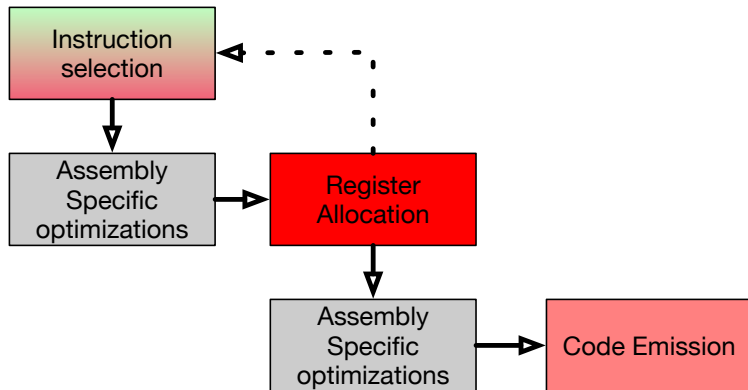 Instruction
selection
Assembly
Specific
optimizations
Register
Allocation
Assembly
Specific
optimizations
Code Emission